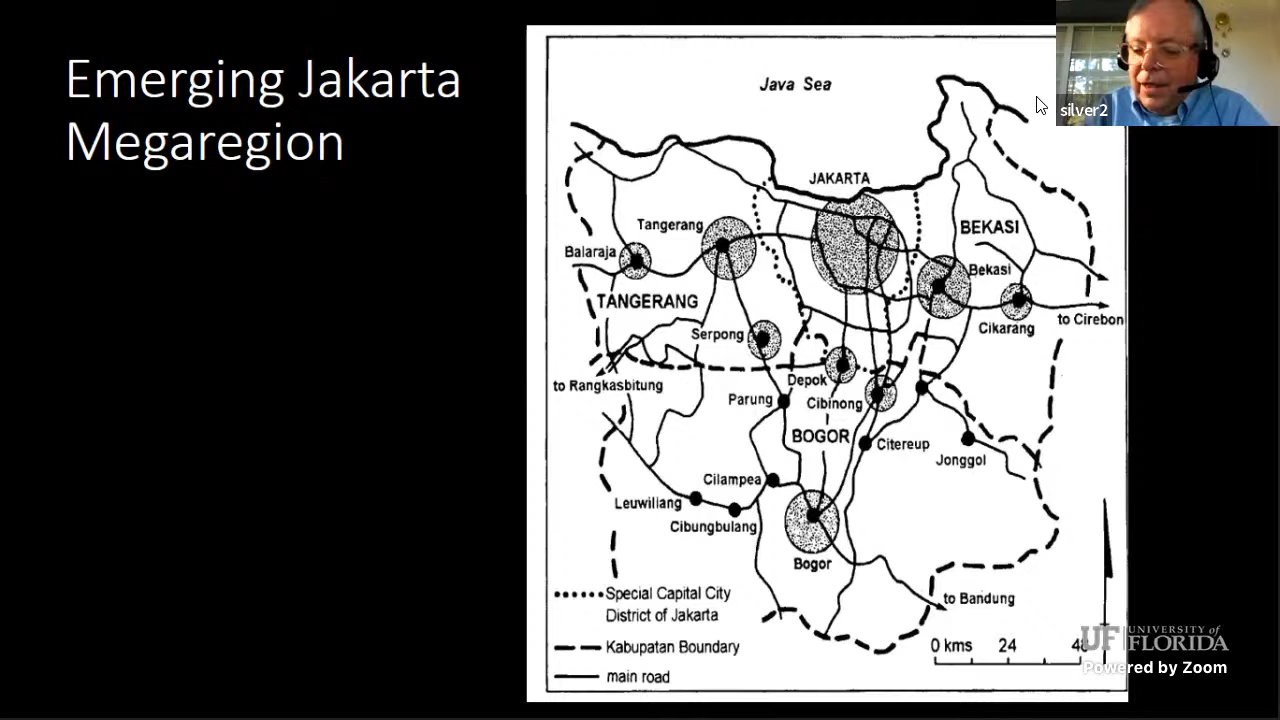 Emerging Jakarta
Megaregion
silver2
Java Sea
JAKARTA
Tangerang
BEKASI
Balaraja
Bekasi
TANGERANG
to Cirebon
Cikarang
Serpong
to Rangkasbitung
Depok
Parung
Cibinong
BOGOR
Citereup
Jonggol
Cilampea
Leuwiliang
Cibungbulang
Bogor
to Bandung
Special Capital City
District of Jakarta
Kabupatan Boundary
main road
0 kms 24 48
UF UNIVERSITY of
FLORIDA
Powered by Zoom